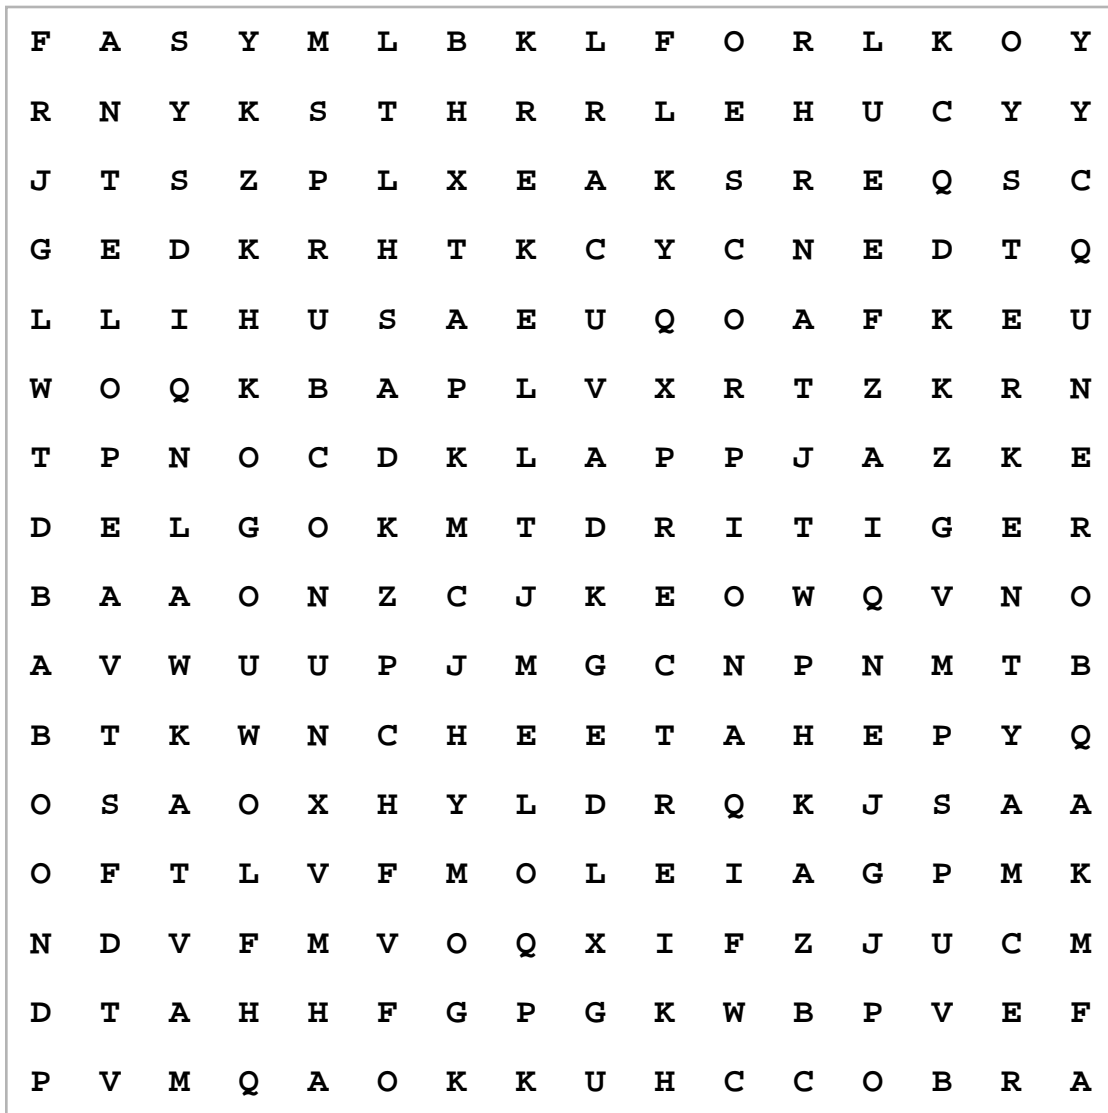 F A S Y M L B K L F O R L K O Y
R N Y K S T H R R L E H U C Y Y
J T S Z P L X E A K S R E Q S C
G E D K R H T K C Y C N E D T Q
L L I H U S A E U Q O A F K E U
W O Q K B A P L V X R T Z K R N
T P N O C D K L A P P J A Z K E
D E L G O K M T D R I T I G E R
B A A O N Z C J K E O W Q V N O
A V W U U P J M G C N P N M T B
B T K W N C H E E T A H E P Y Q
O S A O X H Y L D R Q K J S A A
O F T L V F M O L E I A G P M K
N D V F M V O Q X I F Z J U C M
D T A H H F G P G K W B P V E F
P V M Q A O K K U H C C O B R A